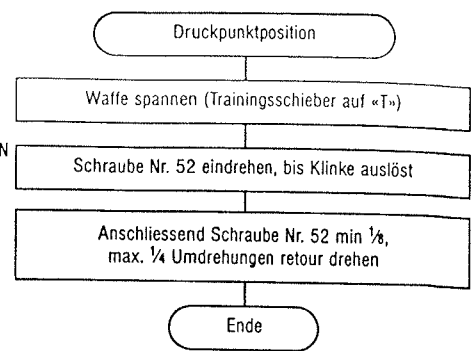 Druckpunktposition
Waffe spannen (Trainingsschieber auf «T»)
N
Schraube Nr. 52 eindrehen, bis Klinke auslöst
Anschliessend Schraube Nr. 52 min ⅛,
max. ¼ Umdrehungen retour drehen
Ende